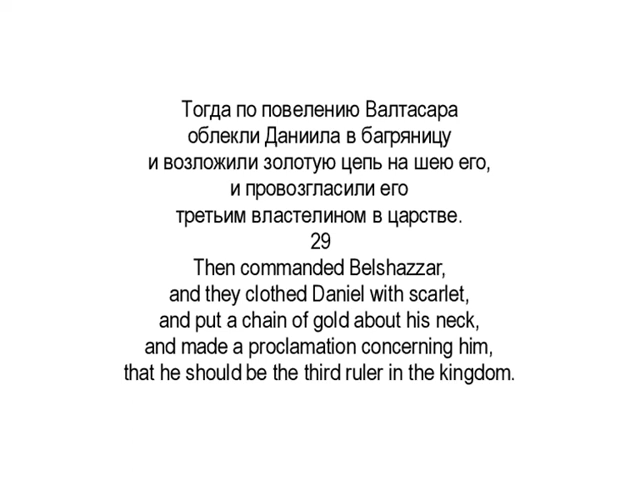 Тогда по повелению Валтасара
облекли Даниила в багряницу
и возложили золотую цепь на шею его,
и провозгласили его
третьим властелином в царстве.
29
Then commanded Belshazzar,
and they clothed Daniel with scarlet,
and put a chain of gold about his neck,
and made a proclamation concerning him,
that he should be the third ruler in the kingdom.